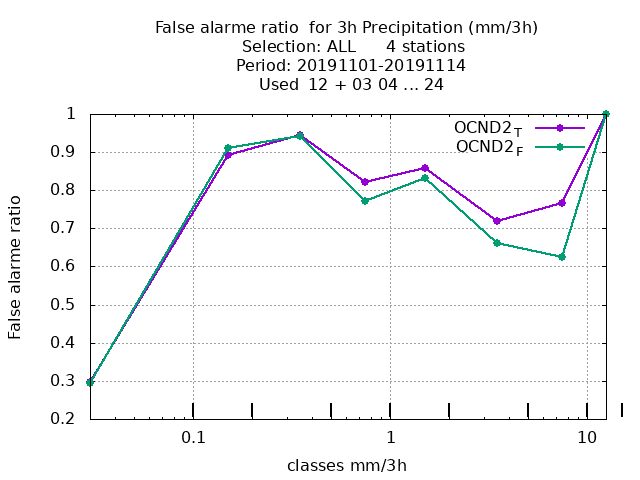 False alarme ratio  for 3h Precipitation (mm/3h)
Selection: ALL      4 stations
Period: 20191101-20191114
Used  12 + 03 04 ... 24
OCND2T
OCND2F
False alarme ratio
1
0.9
0.8
0.7
0.6
0.5
0.4
0.3
0.2
0.1 1 10
classes mm/3h